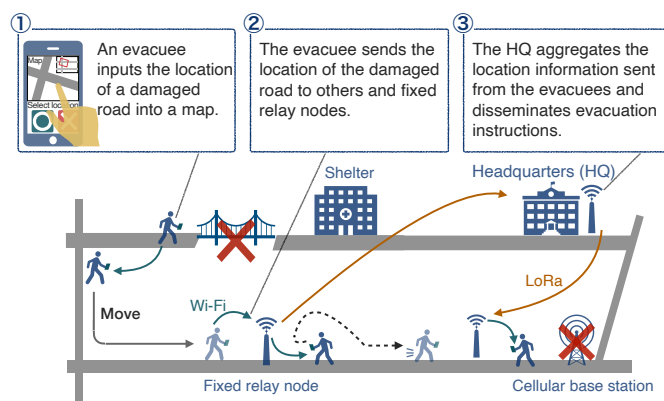 ①
An evacuee
inputs the location
of a damaged
road into a map.
Map
Select location
②
The evacuee sends the
location of the damaged
road to others and fixed
relay nodes.
③
The HQ aggregates the
location information sent
from the evacuees and
disseminates evacuation
instructions.
Shelter
Headquarters (HQ)
LoRa
Move
Wi-Fi
Fixed relay node
Cellular base station